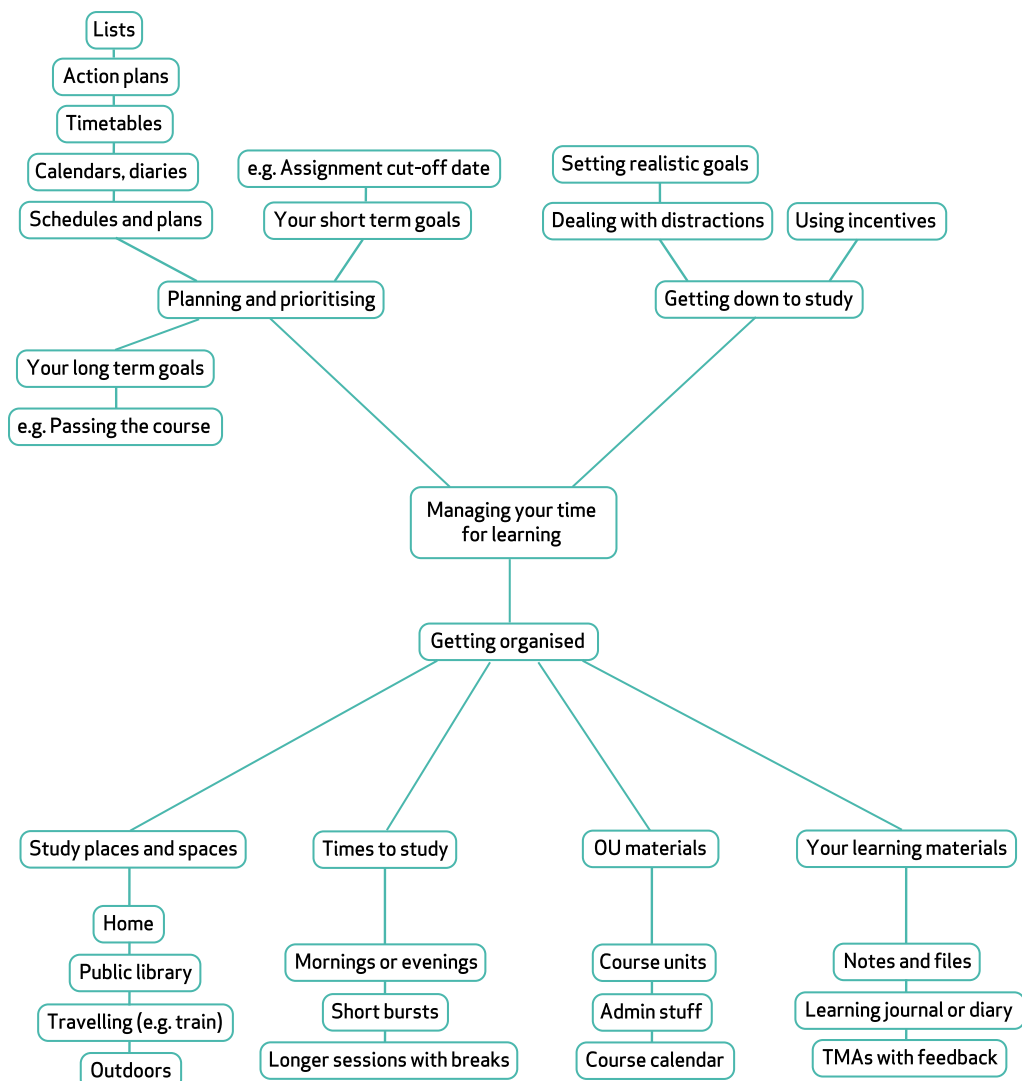 Lists
Action plans
Timetables
Calendars, diaries
Schedules and plans
e.g. Assignment cut-off date
Your short term goals
Planning and prioritising
Your long term goals
e.g. Passing the course
Setting realistic goals
Dealing with distractions
Using incentives
Getting down to study
Managing your time
for learning
Getting organised
Study places and spaces
Home
Public library
Travelling (e.g. train)
Outdoors
Times to study
Mornings or evenings
Short bursts
Longer sessions with breaks
OU materials
Course units
Admin stuff
Course calendar
Your learning materials
Notes and files
Learning journal or diary
TMAs with feedback